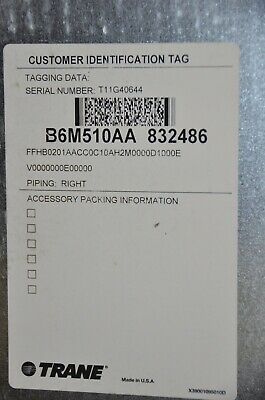 CUSTOMER IDENTIFICATION TAG
TAGGING DATA:
SERIAL NUMBER: T11G40644
B6M510AA 832486
FFHB0201AACC0C10AH2M0000D1000E
V0000000E00000
PIPING: RIGHT
ACCESSORY PACKING INFORMATION
TRANE
Made in U.S.A
X39001095010D